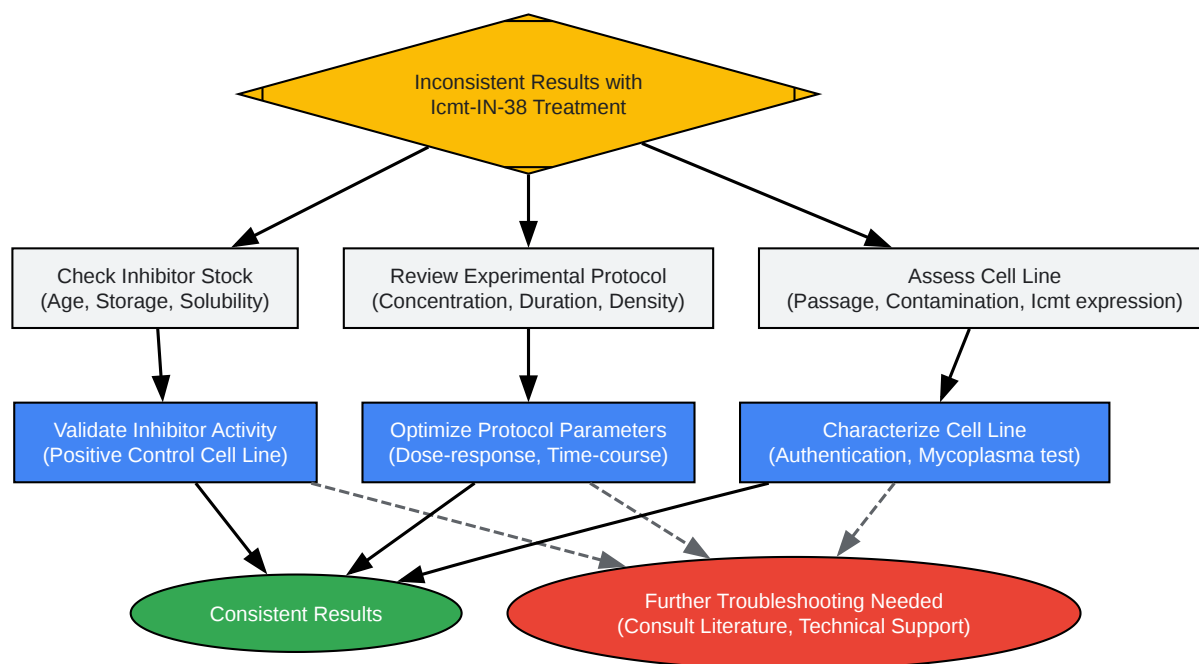 Inconsistent Results with
Icmt-IN-38 Treatment
Check Inhibitor Stock
(Age, Storage, Solubility)
Review Experimental Protocol
(Concentration, Duration, Density)
Assess Cell Line
(Passage, Contamination, Icmt expression)
Validate Inhibitor Activity
(Positive Control Cell Line)
Optimize Protocol Parameters
(Dose-response, Time-course)
Characterize Cell Line
(Authentication, Mycoplasma test)
Consistent Results
Further Troubleshooting Needed
(Consult Literature, Technical Support)